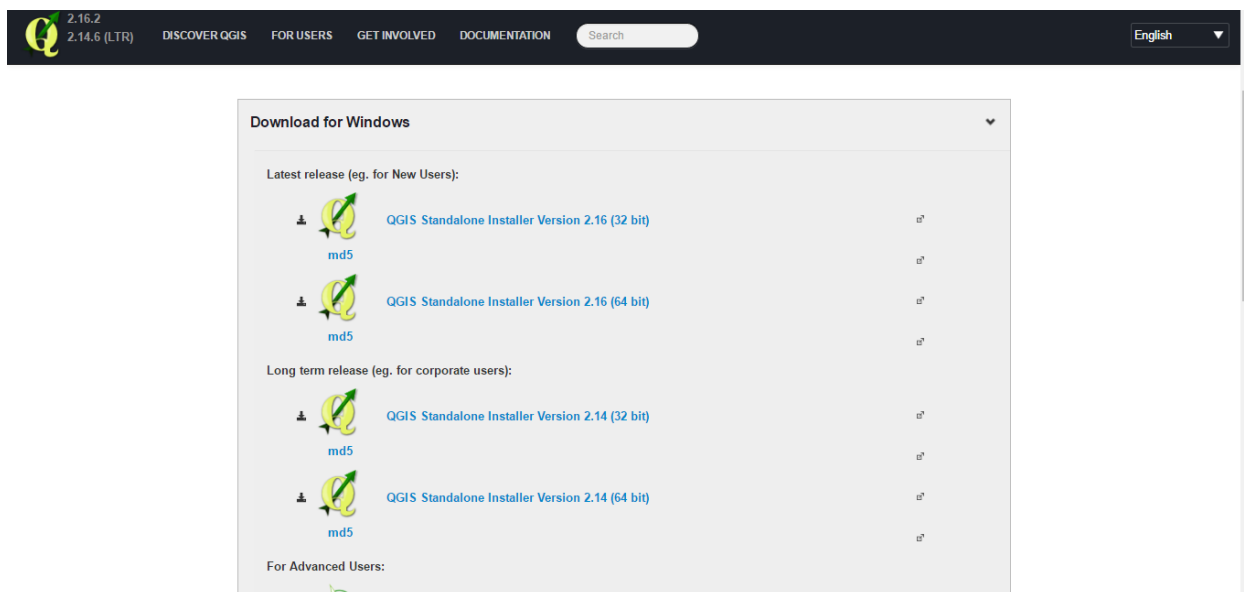 2.16.2
2.14.6 (LTR)
DISCOVER QGIS FOR USERS GET INVOLVED DOCUMENTATION Search English
Download for Windows
Latest release (eg. for New Users):
QGIS Standalone Installer Version 2.16 (32 bit)
md5
QGIS Standalone Installer Version 2.16 (64 bit)
md5
Long term release (eg. for corporate users):
QGIS Standalone Installer Version 2.14 (32 bit)
md5
QGIS Standalone Installer Version 2.14 (64 bit)
md5
For Advanced Users: